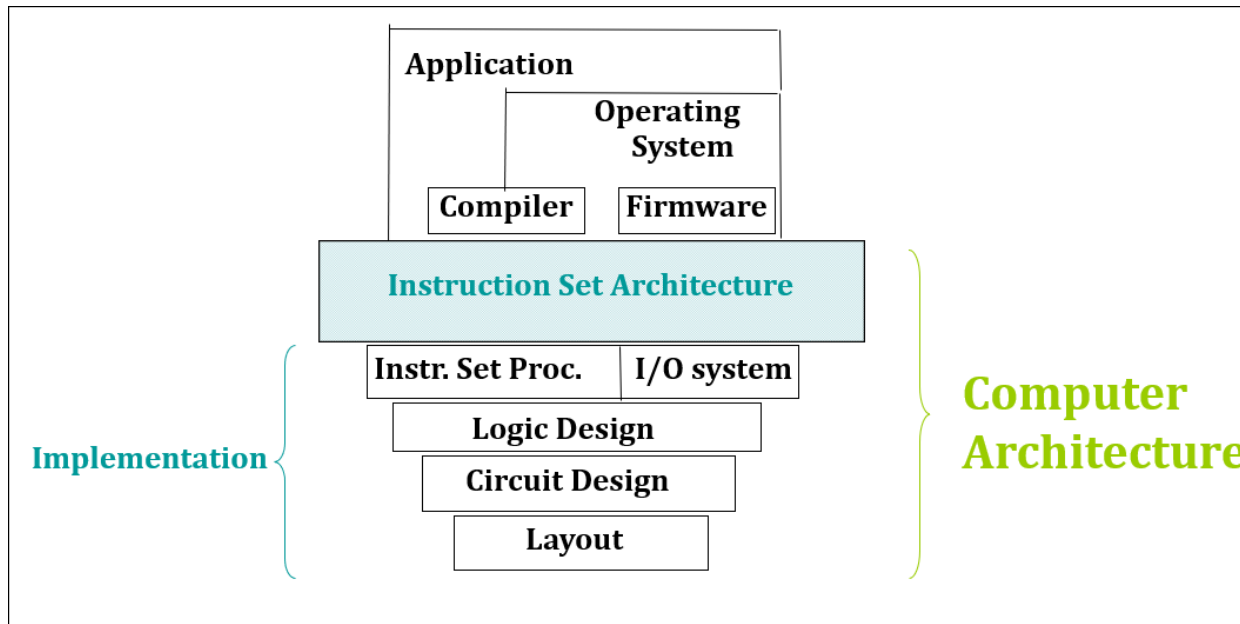 Application
Operating
System
Compiler
Firmware
Instruction Set Architecture
Instr. Set Proc.
I/O system
Logic Design
Circuit Design
Layout
Implementation
Computer
Architecture